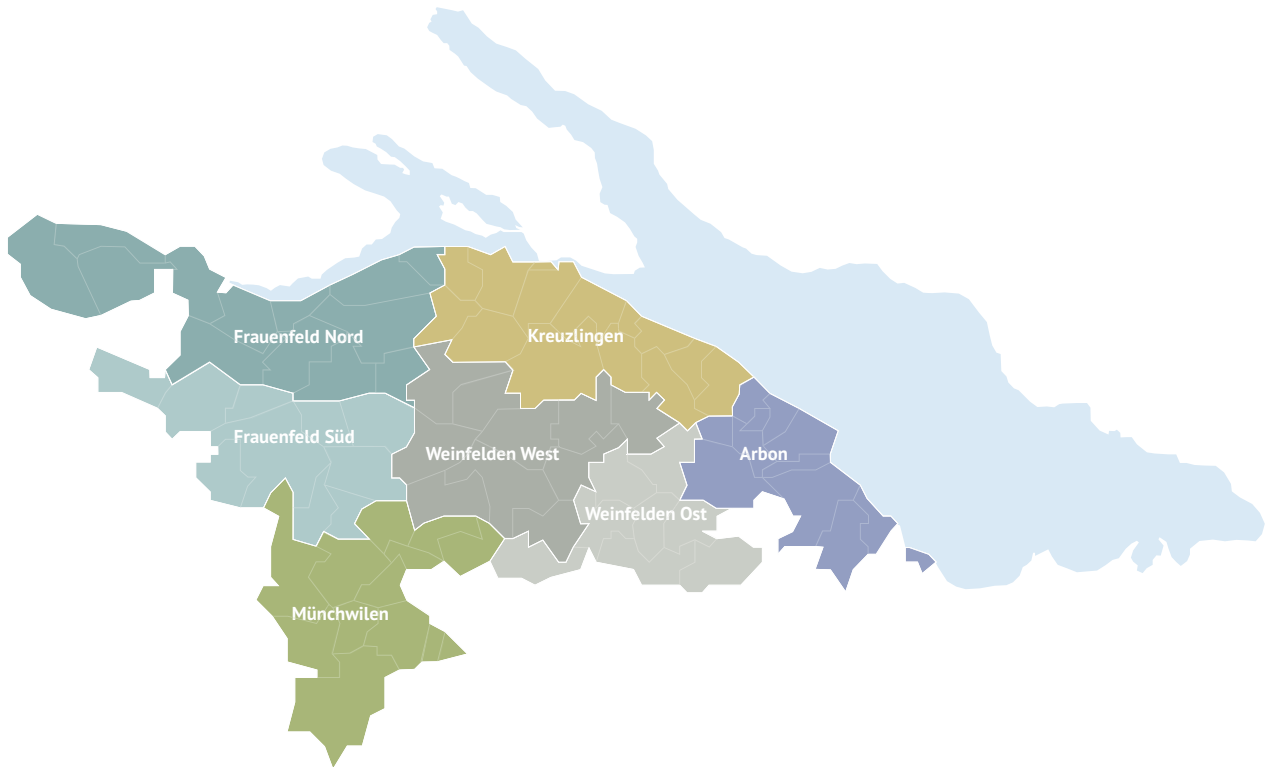 Frauenfeld Nord
Kreuzlingen
Frauenfeld Süd
Weinfelden West
Arbon
Weinfelden Ost
Münchwilen